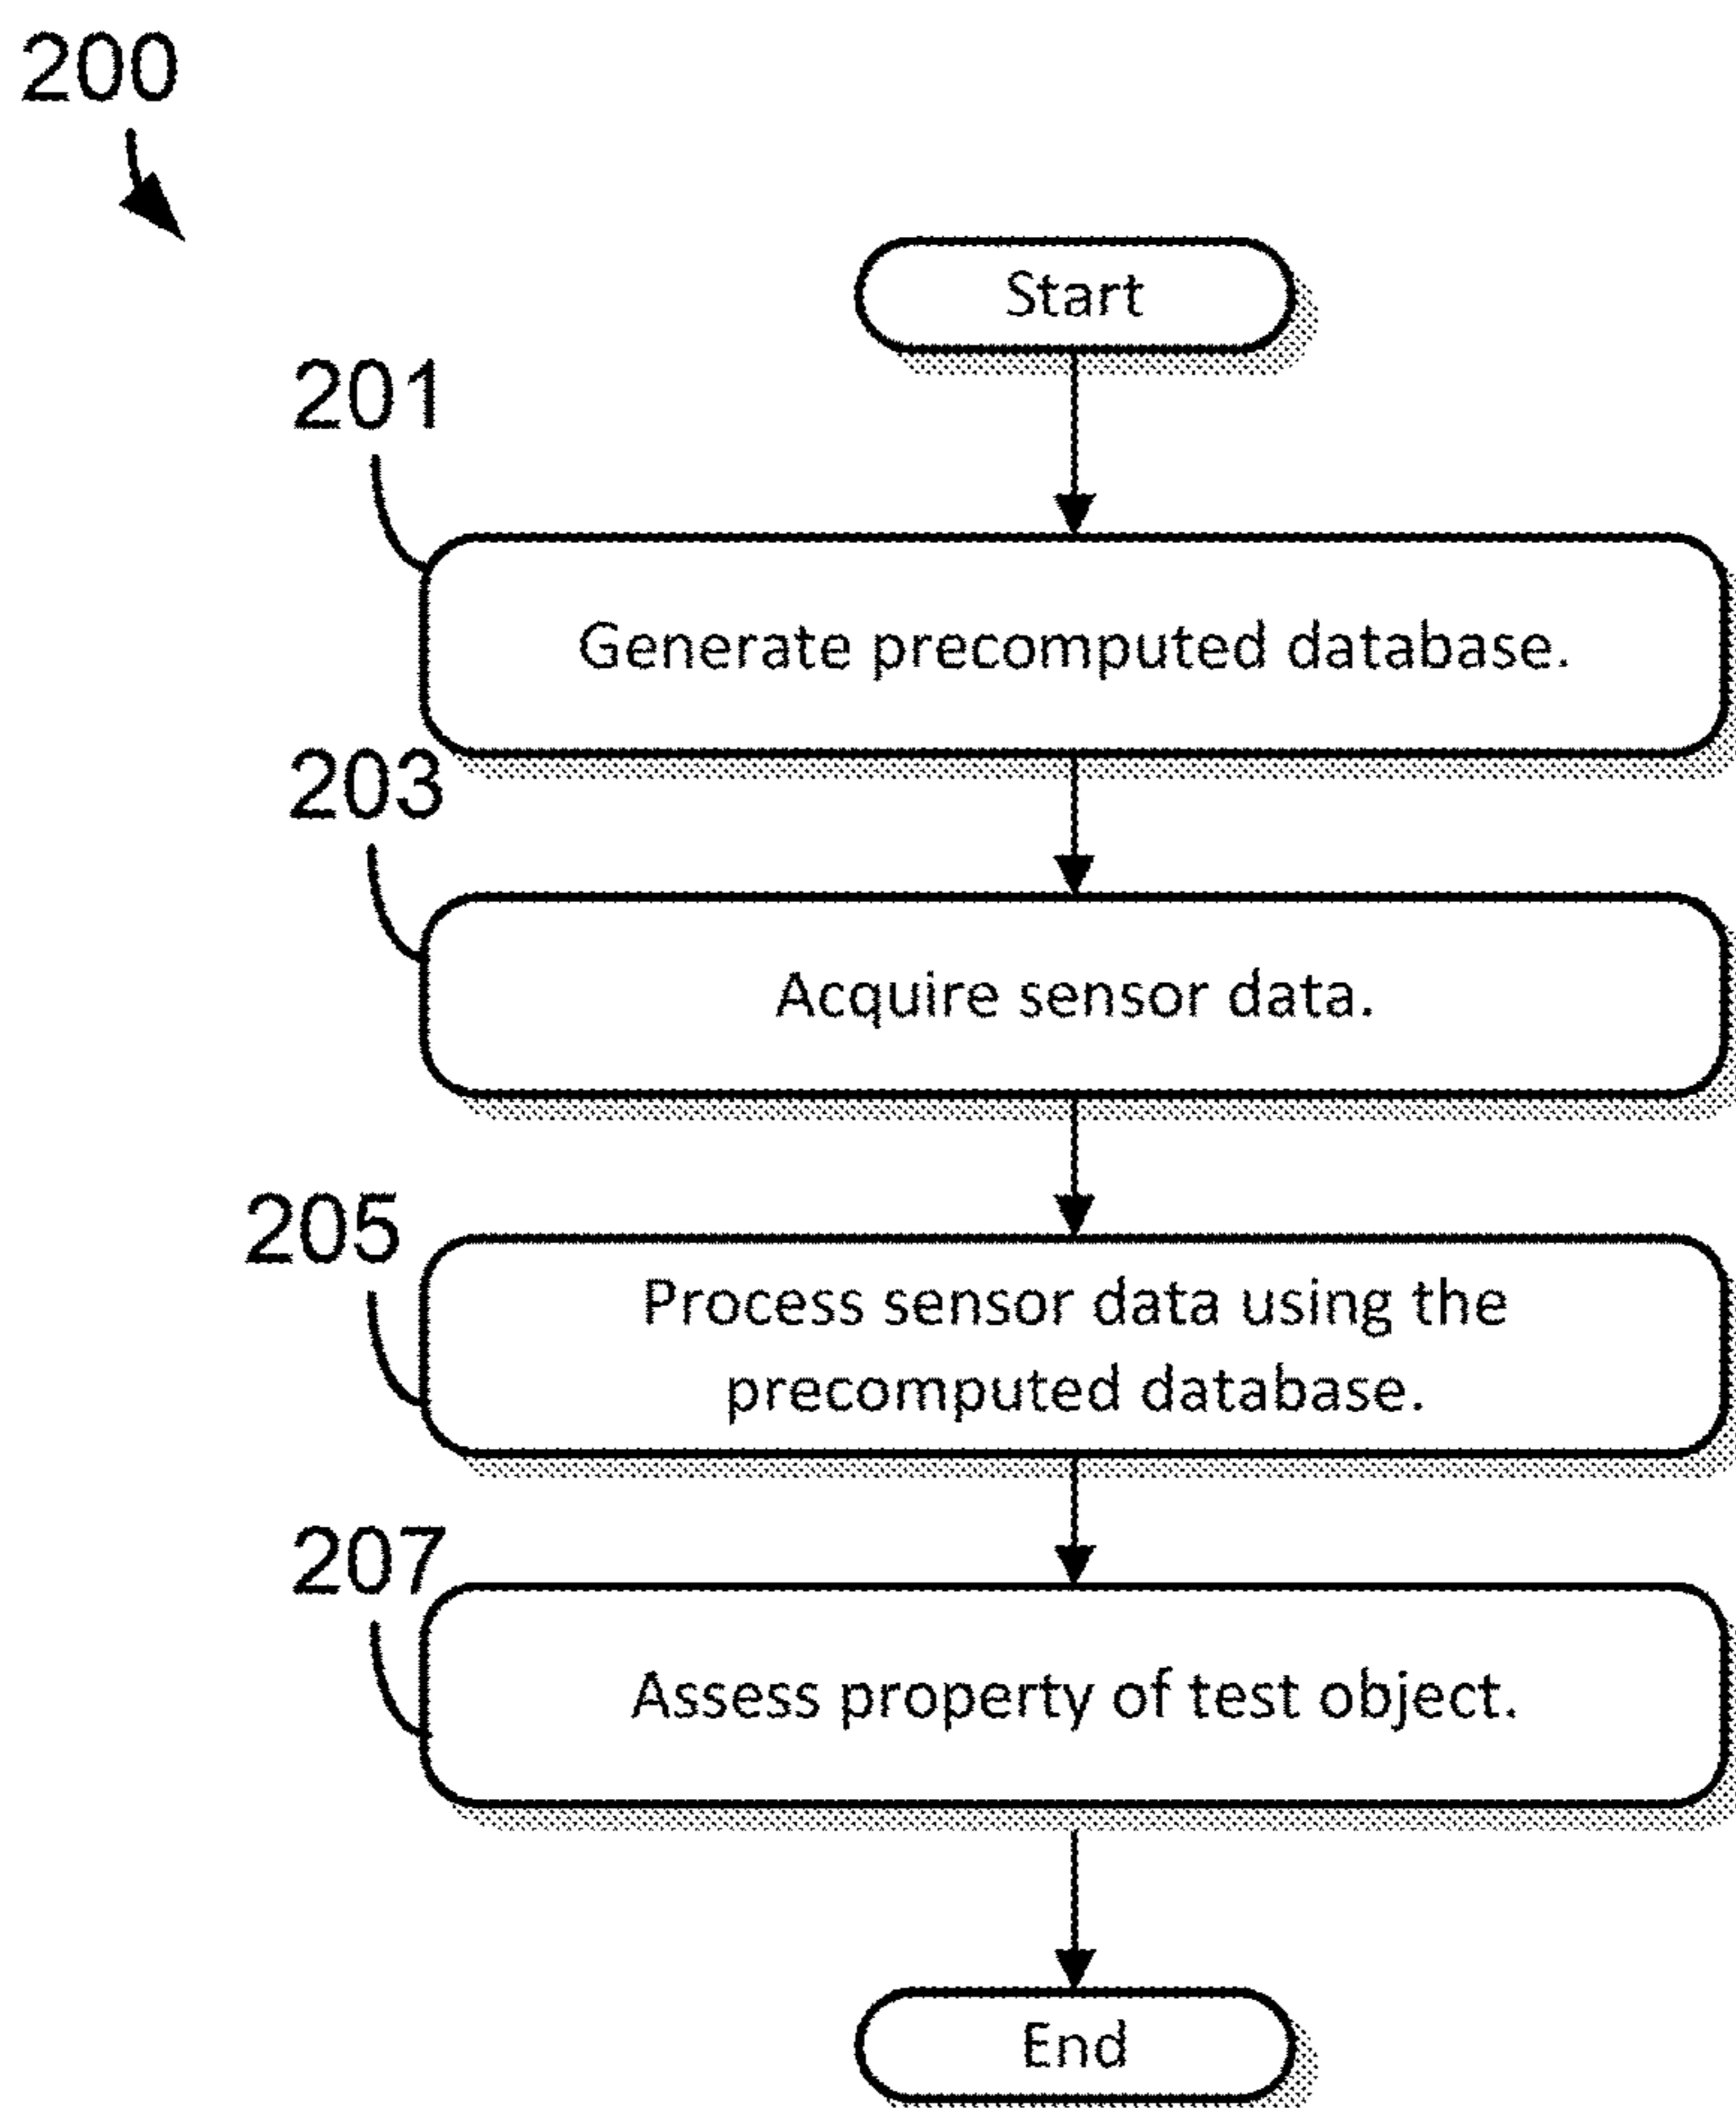 200
Start
201
Generate precomputed database.
203
Acquire sensor data.
205
Process sensor data using the
precomputed database.
207
Assess property of test object.
End